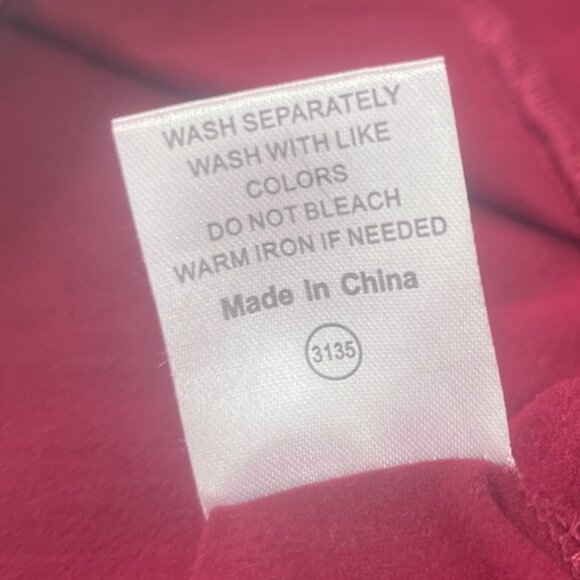 WASH SEPARATELY
WASH WITH LIKE
COLORS
DO NOT BLEACH
WARM IRON IF NEEDED
Made In China
3135